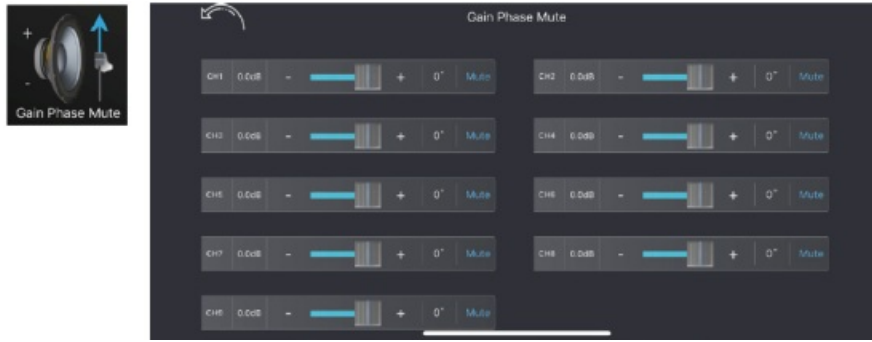 +
-
Gain Phase Mute
Gain Phase Mute
CH1 0.0dB - + 0° Mute
CH2 0.0dB - + 0° Mute
CH3 0.0dB - + 0° Mute
CH4 0.0dB - + 0° Mute
CH5 0.0dB - + 0° Mute
CH6 0.0dB - + 0° Mute
CH7 0.0dB - + 0° Mute
CH8 0.0dB - + 0° Mute
CH9 0.0dB - + 0° Mute